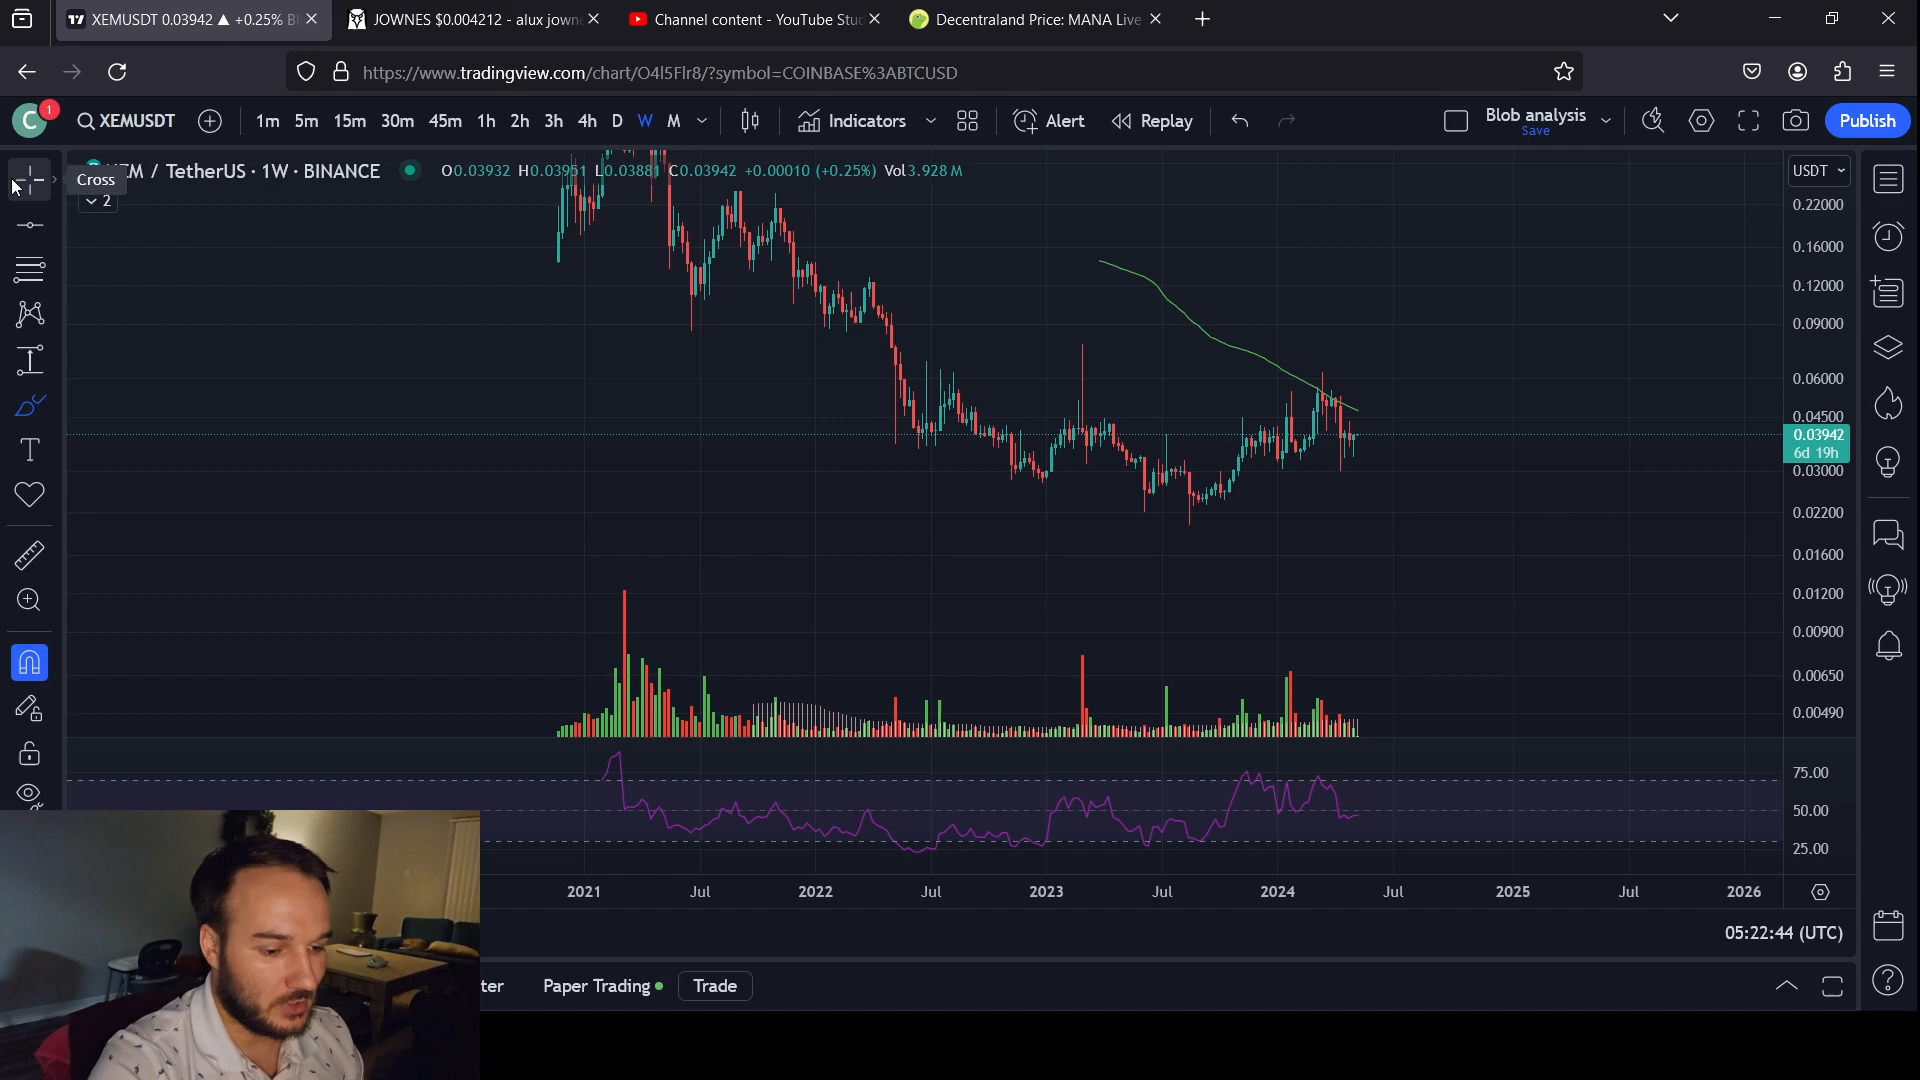 XEMUSDT 0.03942 ▲ +0.25% Bl
JOWNES $0.004212 - alux jown
Channel content - YouTube Stud
Decentraland Price: MANA Live
https://www.tradingview.com/chart/O4I5FIr8/?symbol=COINBASE%3ABTCUSD
C 1 XEMUSDT 1m 5m 15m 30m 45m 1h 2h 3h 4h D W M Indicators Alert Replay Blob analysis Publish
Save
Cross
/ TetherUS · 1W · BINANCE O0.03932 H0.03951 L0.03881 C0.03942 +0.00010 (+0.25%) Vol3.928 M
2
USDT
0.22000
0.16000
0.12000
0.09000
0.06000
0.04500
0.03942
6d 19h
0.03000
0.02200
0.01600
0.01200
0.00900
0.00650
0.00490
75.00
50.00
25.00
2021 Jul 2022 Jul 2023 Jul 2024 Jul 2025 Jul 2026
05:22:44 (UTC)
ter Paper Trading Trade